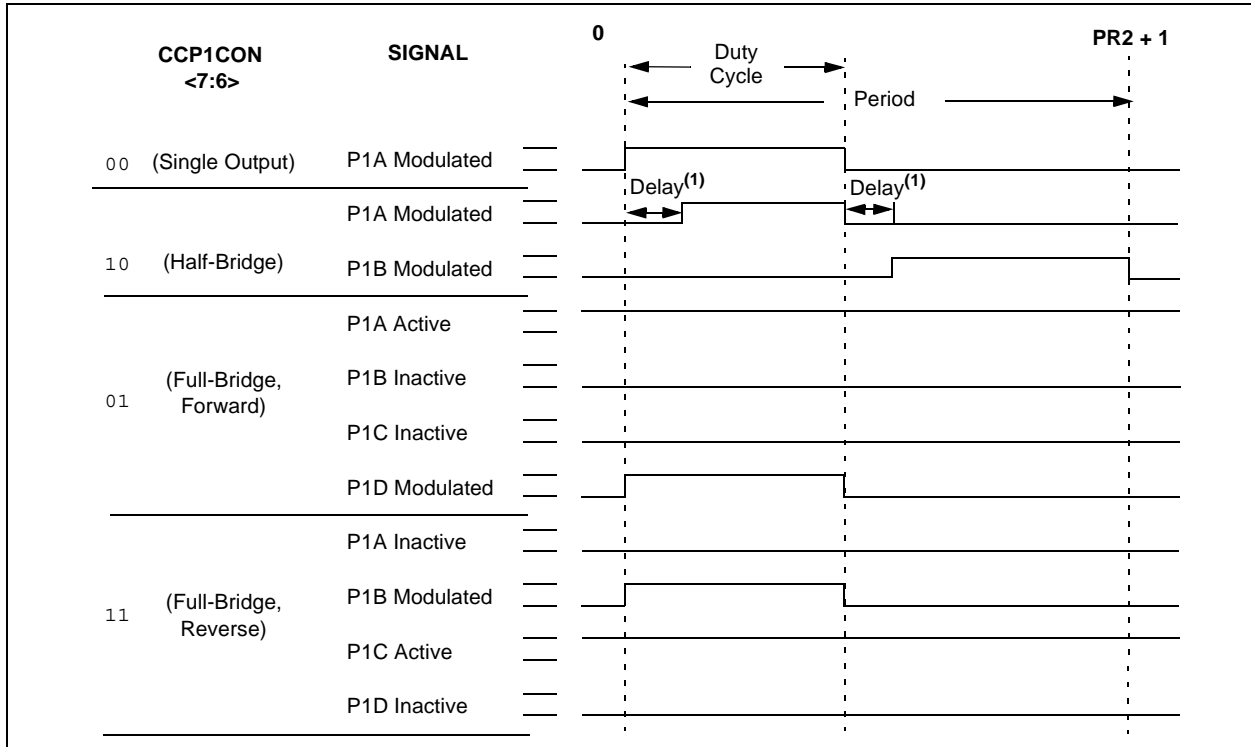 0
PR2 + 1
CCP1CON
<7:6>
SIGNAL
Duty
Cycle
Period
00 (Single Output) P1A Modulated
Delay(1) Delay(1)
P1A Modulated
10 (Half-Bridge) P1B Modulated
P1A Active
01 (Full-Bridge,
Forward)
P1B Inactive
P1C Inactive
P1D Modulated
P1A Inactive
11 (Full-Bridge,
Reverse)
P1B Modulated
P1C Active
P1D Inactive